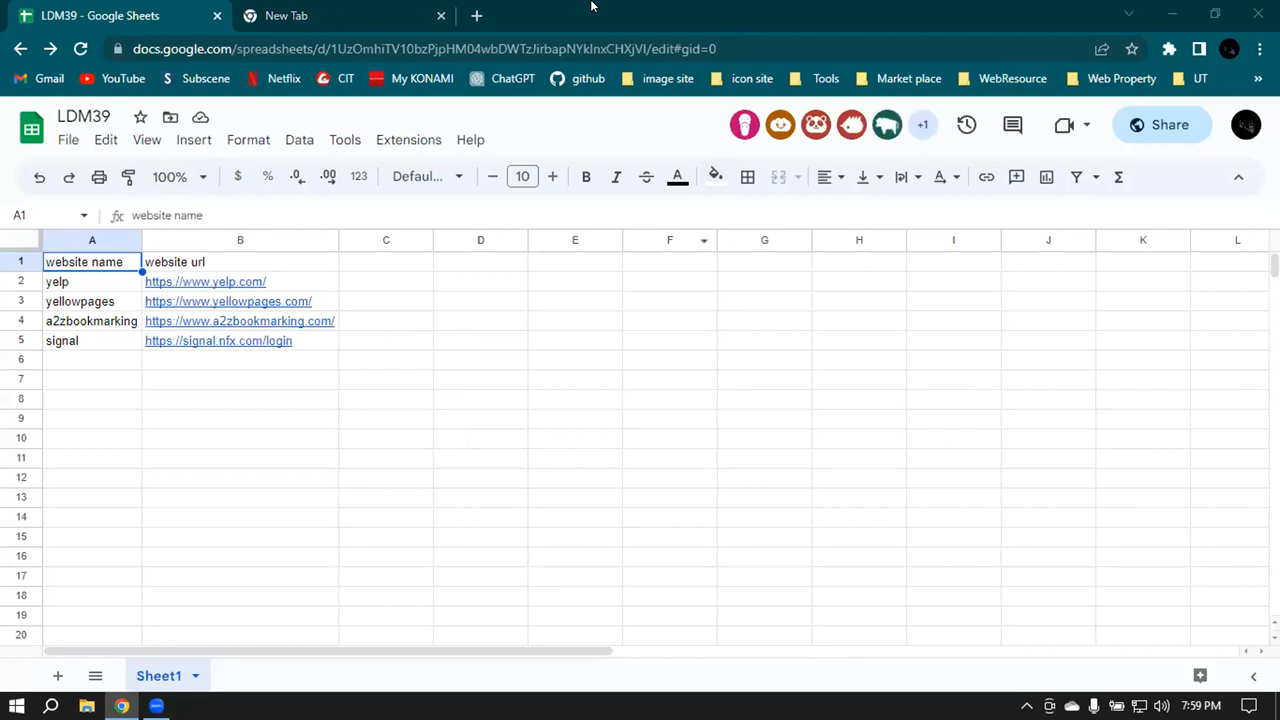 LDM39 - Google Sheets
New Tab
docs.google.com/spreadsheets/d/1UzOmhiTV10bzPjpHM04wbDWTzJirbapNYkInxCHXjVI/edit#gid=0
Gmail YouTube Subscene Netflix CIT My KONAMI ChatGPT github image site icon site Tools Market place WebResource Web Property UT »
LDM39
+1
Share
File Edit View Insert Format Data Tools Extensions Help
100% $ % .0 .00 123 Defaul... 10 B I A Σ
A1 fx website name
A B C D E F G H I J K L
1 website name website url
2 yelp https://www.yelp.com/
3 yellowpages https://www.yellowpages.com/
4 a2zbookmarking https://www.a2zbookmarking.com/
5 signal https://signal.nfx.com/login
6
7
8
9
10
11
12
13
14
15
16
17
18
19
20
Sheet1
7:59 PM